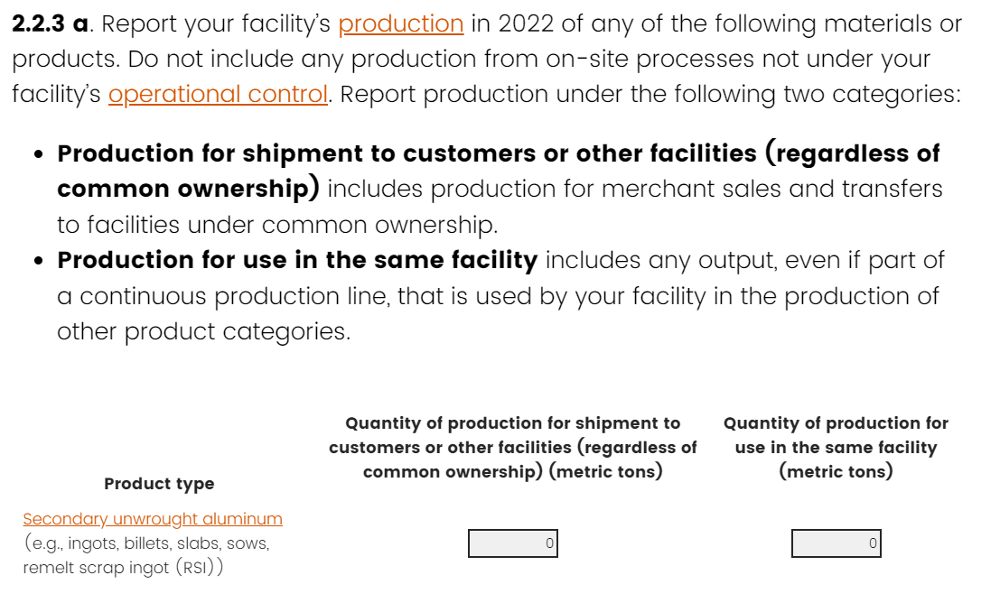 2.2.3 a. Report your facility's production in 2022 of any of the following materials or
products. Do not include any production from on-site processes not under your
facility's operational control. Report production under the following two categories:
• Production for shipment to customers or other facilities (regardless of
common ownership) includes production for merchant sales and transfers
to facilities under common ownership.
• Production for use in the same facility includes any output, even if part of
a continuous production line, that is used by your facility in the production of
other product categories.
Product type
Quantity of production for shipment to
customers or other facilities (regardless of
common ownership) (metric tons)
Quantity of production for
use in the same facility
(metric tons)
Secondary unwrought aluminum
(e.g., ingots, billets, slabs, sows,
remelt scrap ingot (RSI))
0
0